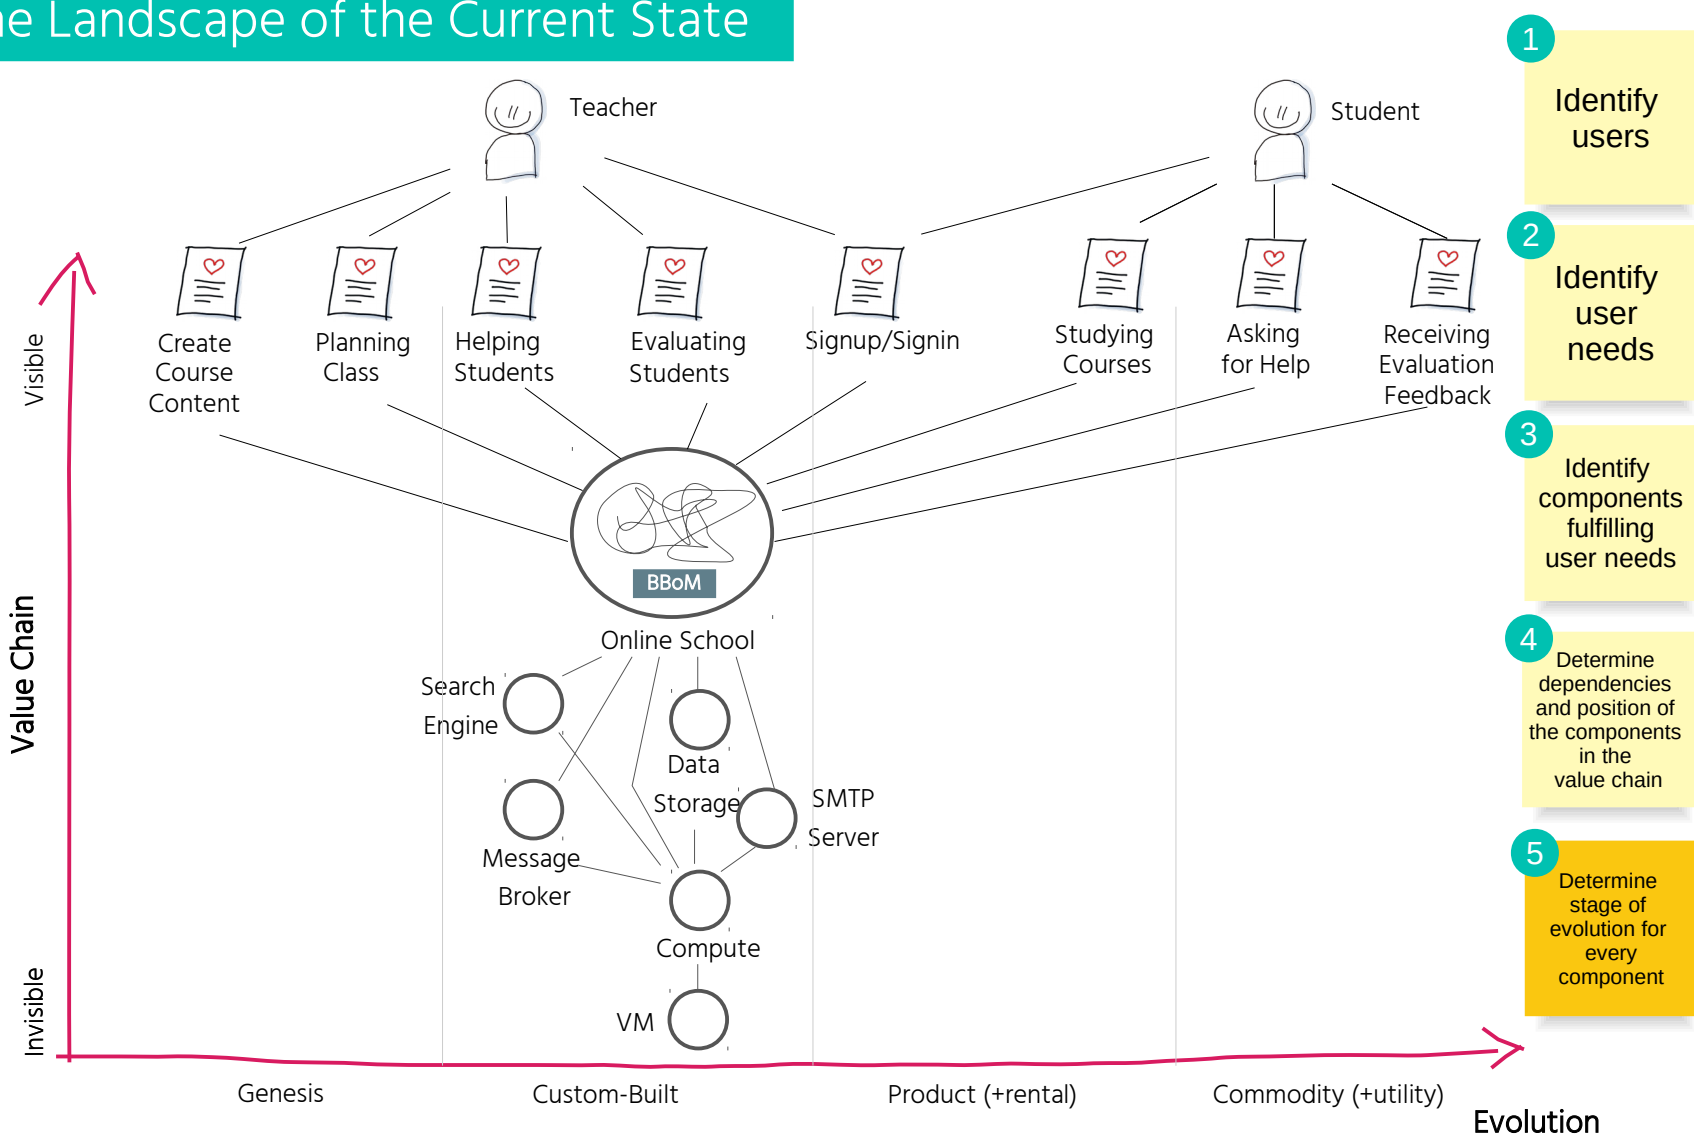 Landscape of the Current State
Teacher
Student
Create
Course
Content
Planning
Class
Helping
Students
Evaluating
Students
Signup/Signin
Studying
Courses
Asking
for Help
Receiving
Evaluation
Feedback
BBoM
Online School
Search
Engine
Data
Storage
SMTP
Server
Message
Broker
Compute
VM
Visible
Value Chain
Invisible
Genesis
Custom-Built
Product (+rental)
Commodity (+utility)
Evolution
1
Identify
users
2
Identify
user
needs
3
Identify
components
fulfilling
user needs
4
Determine
dependencies
and position of
the components
in the
value chain
5
Determine
stage of
evolution for
every
component